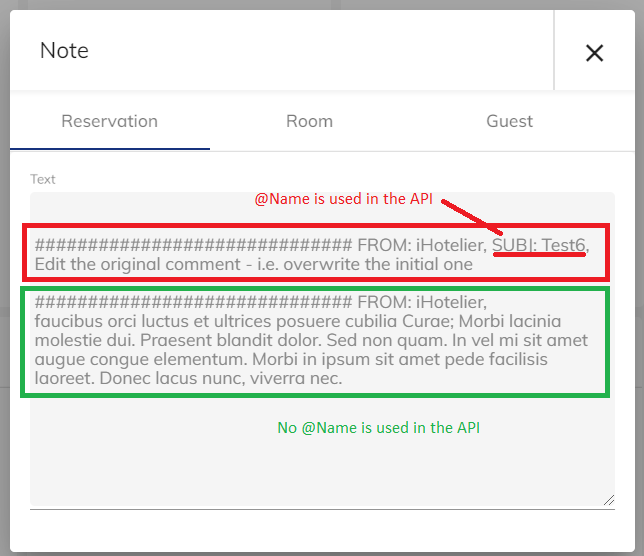 Note
Reservation Room Guest
Text
@Name is used in the API
############################## FROM: iHotelier, SUBJ: Test6,
Edit the original comment - i.e. overwrite the initial one
############################## FROM: iHotelier,
faucibus orci luctus et ultrices posuere cubilia Curae; Morbi lacinia
molestie dui. Praesent blandit dolor. Sed non quam. In vel mi sit amet
augue congue elementum. Morbi in ipsum sit amet pede facilisis
laoreet. Donec lacus nunc, viverra nec.
No @Name is used in the API